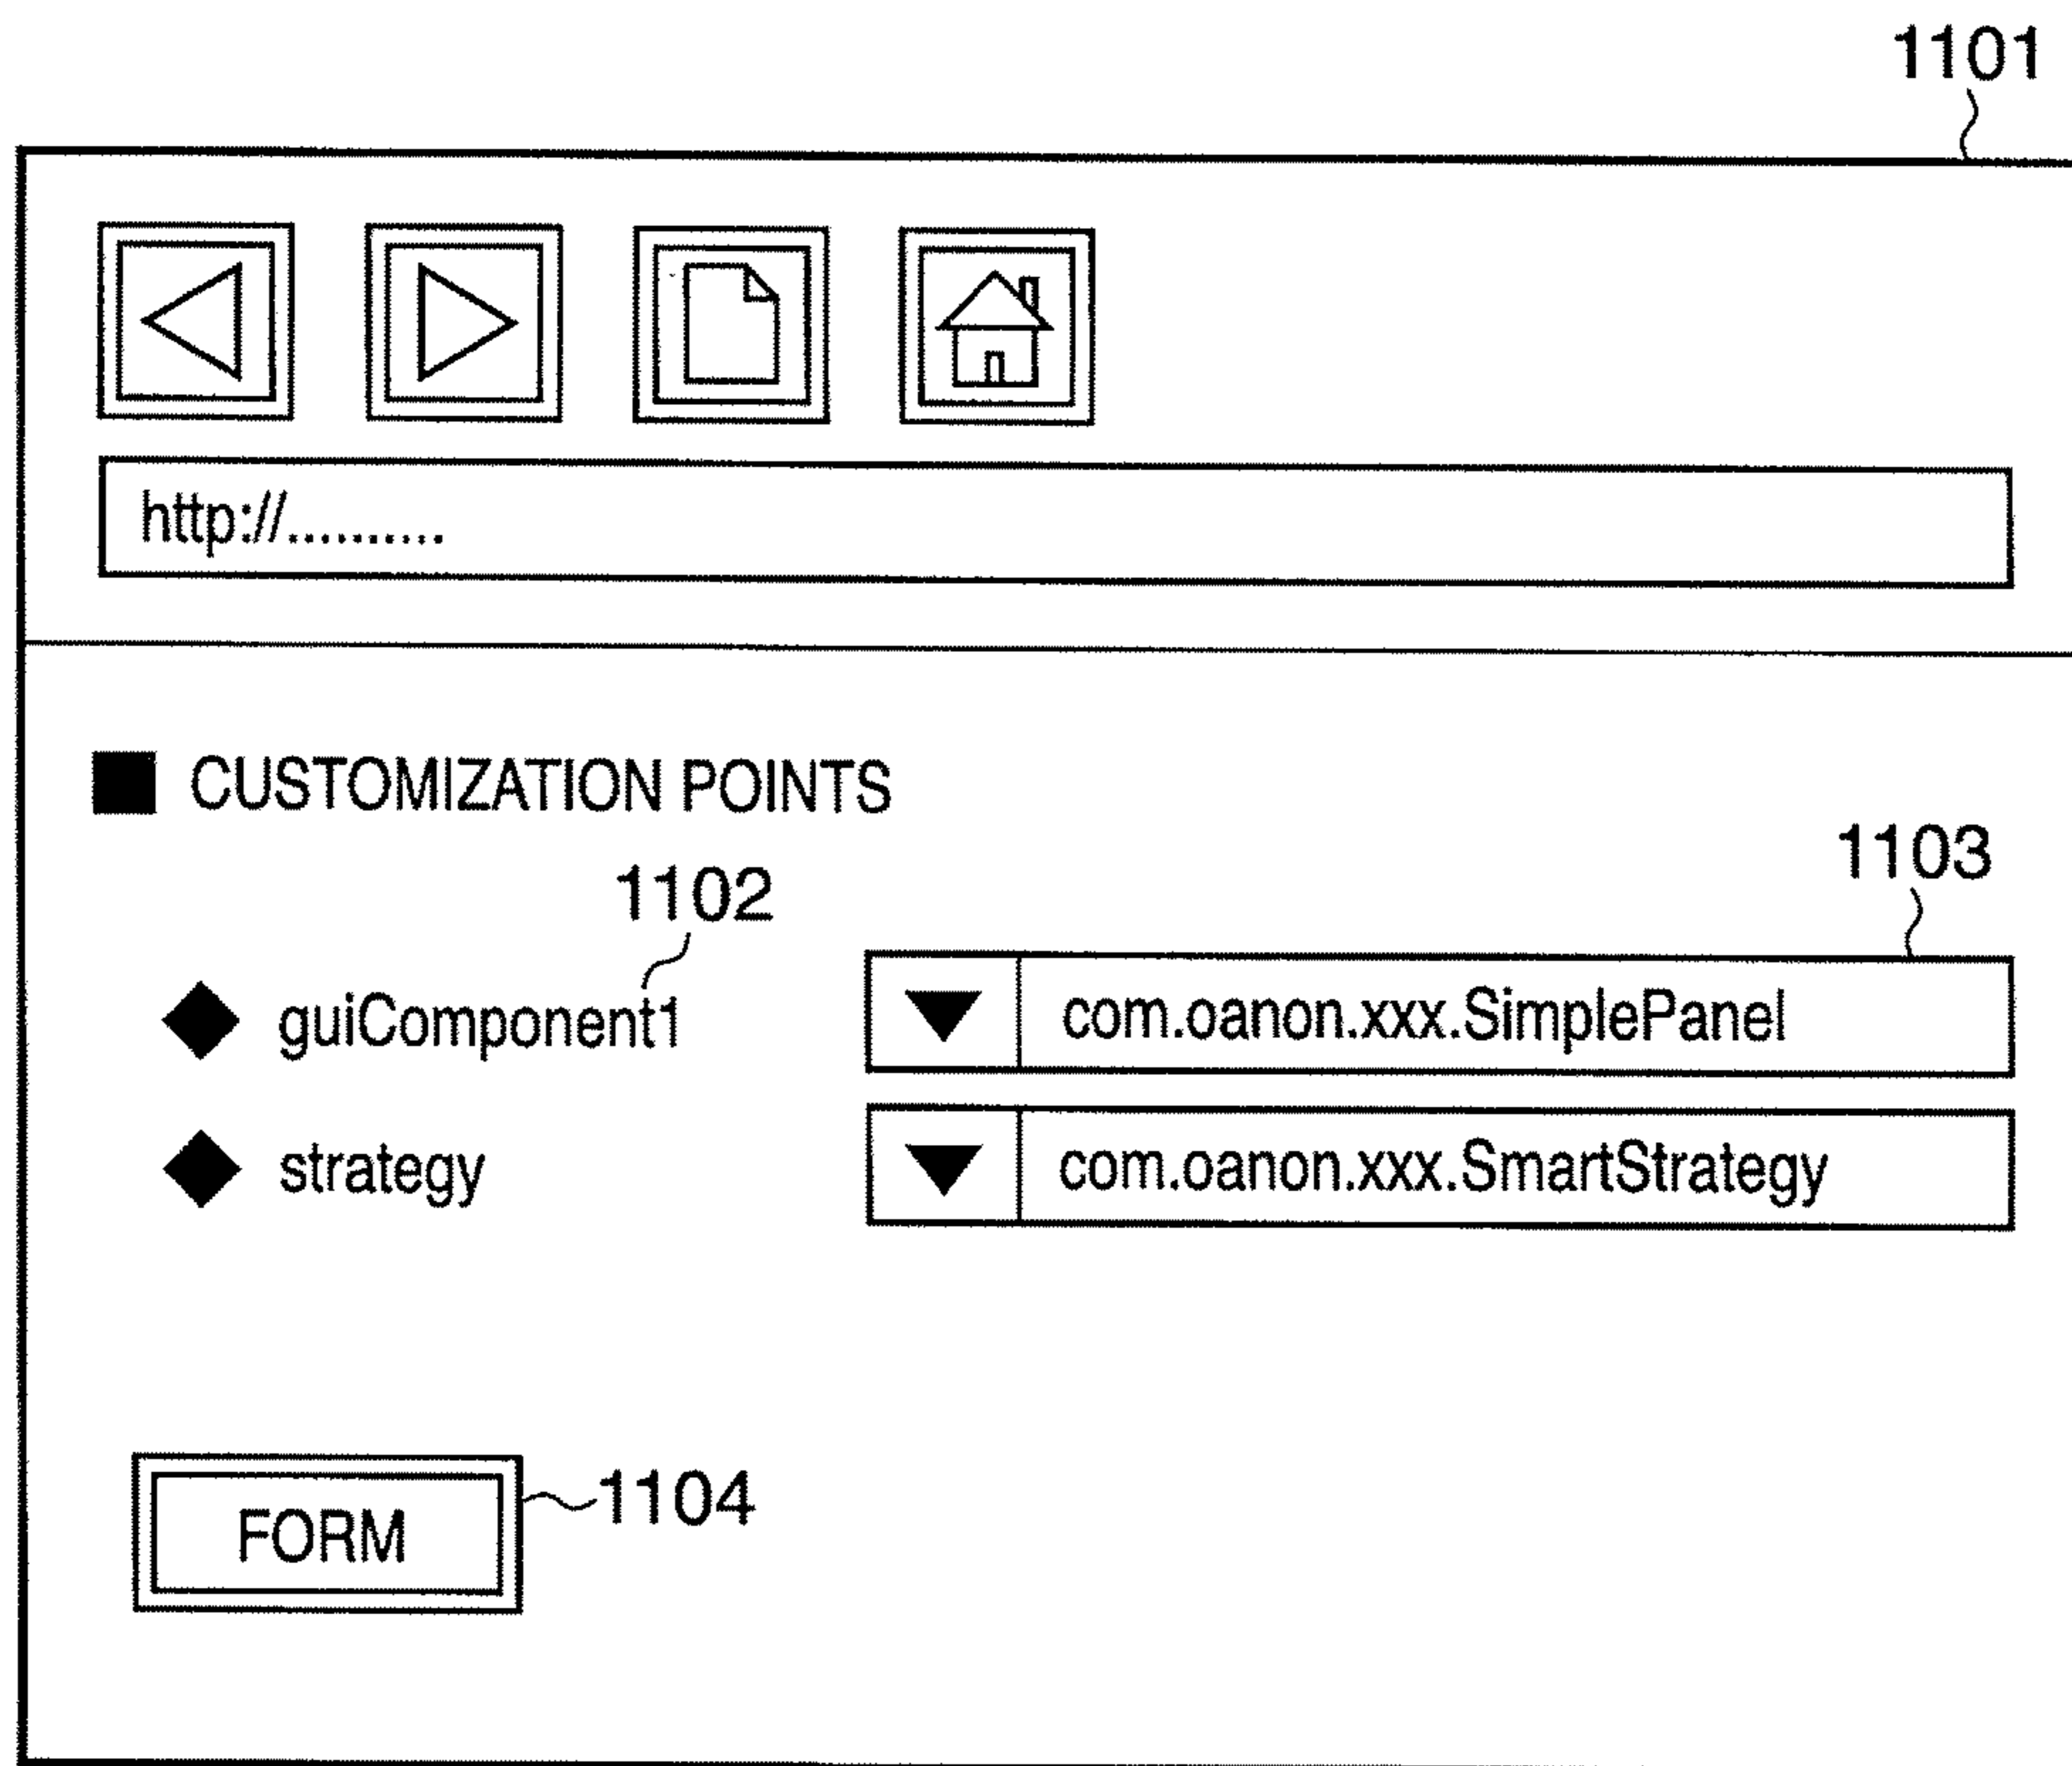 1101
http://..........
■ CUSTOMIZATION POINTS
1102
1103
◆ guiComponent1
▼ com.oanon.xxx.SimplePanel
◆ strategy
▼ com.oanon.xxx.SmartStrategy
FORM
1104